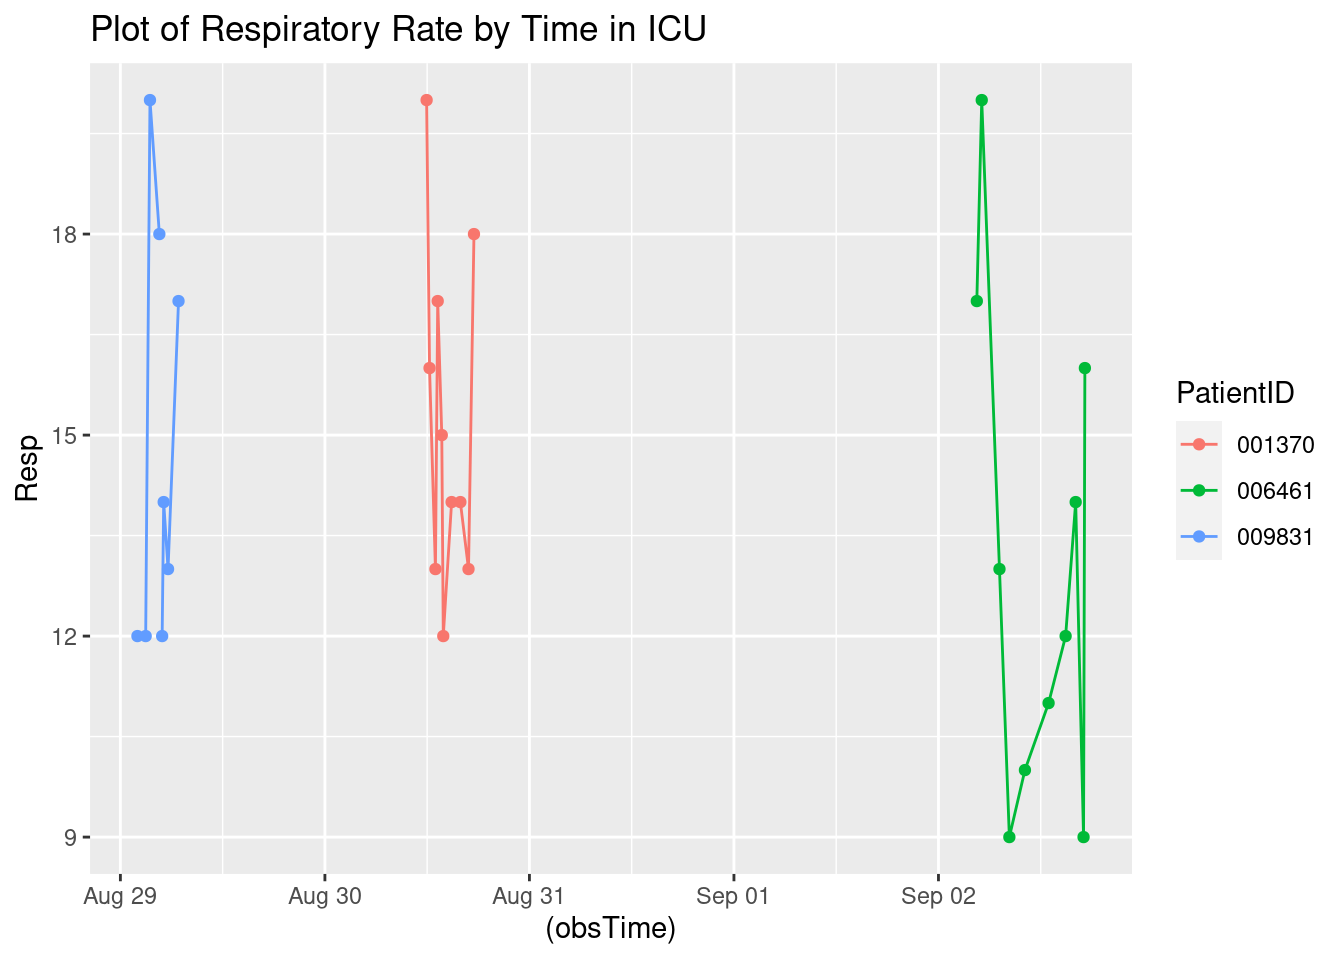 Plot of Respiratory Rate by Time in ICU
Resp
18
15
12
9
Aug 29 Aug 30 Aug 31 Sep 01 Sep 02
(obsTime)
PatientID
001370
006461
009831